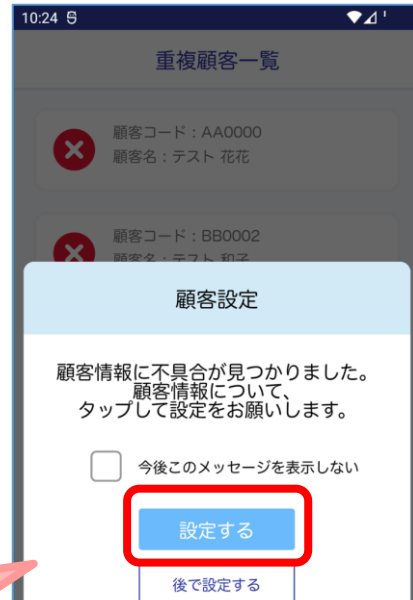 10:24
重複顧客一覧
顧客コード：AA0000
顧客名：テスト 花花
顧客コード：BB0002
顧客名：テスト 和子
顧客設定
顧客情報に不具合が見つかりました。
顧客情報について、
タップして設定をお願いします。
今後このメッセージを表示しない
設定する
後で設定する